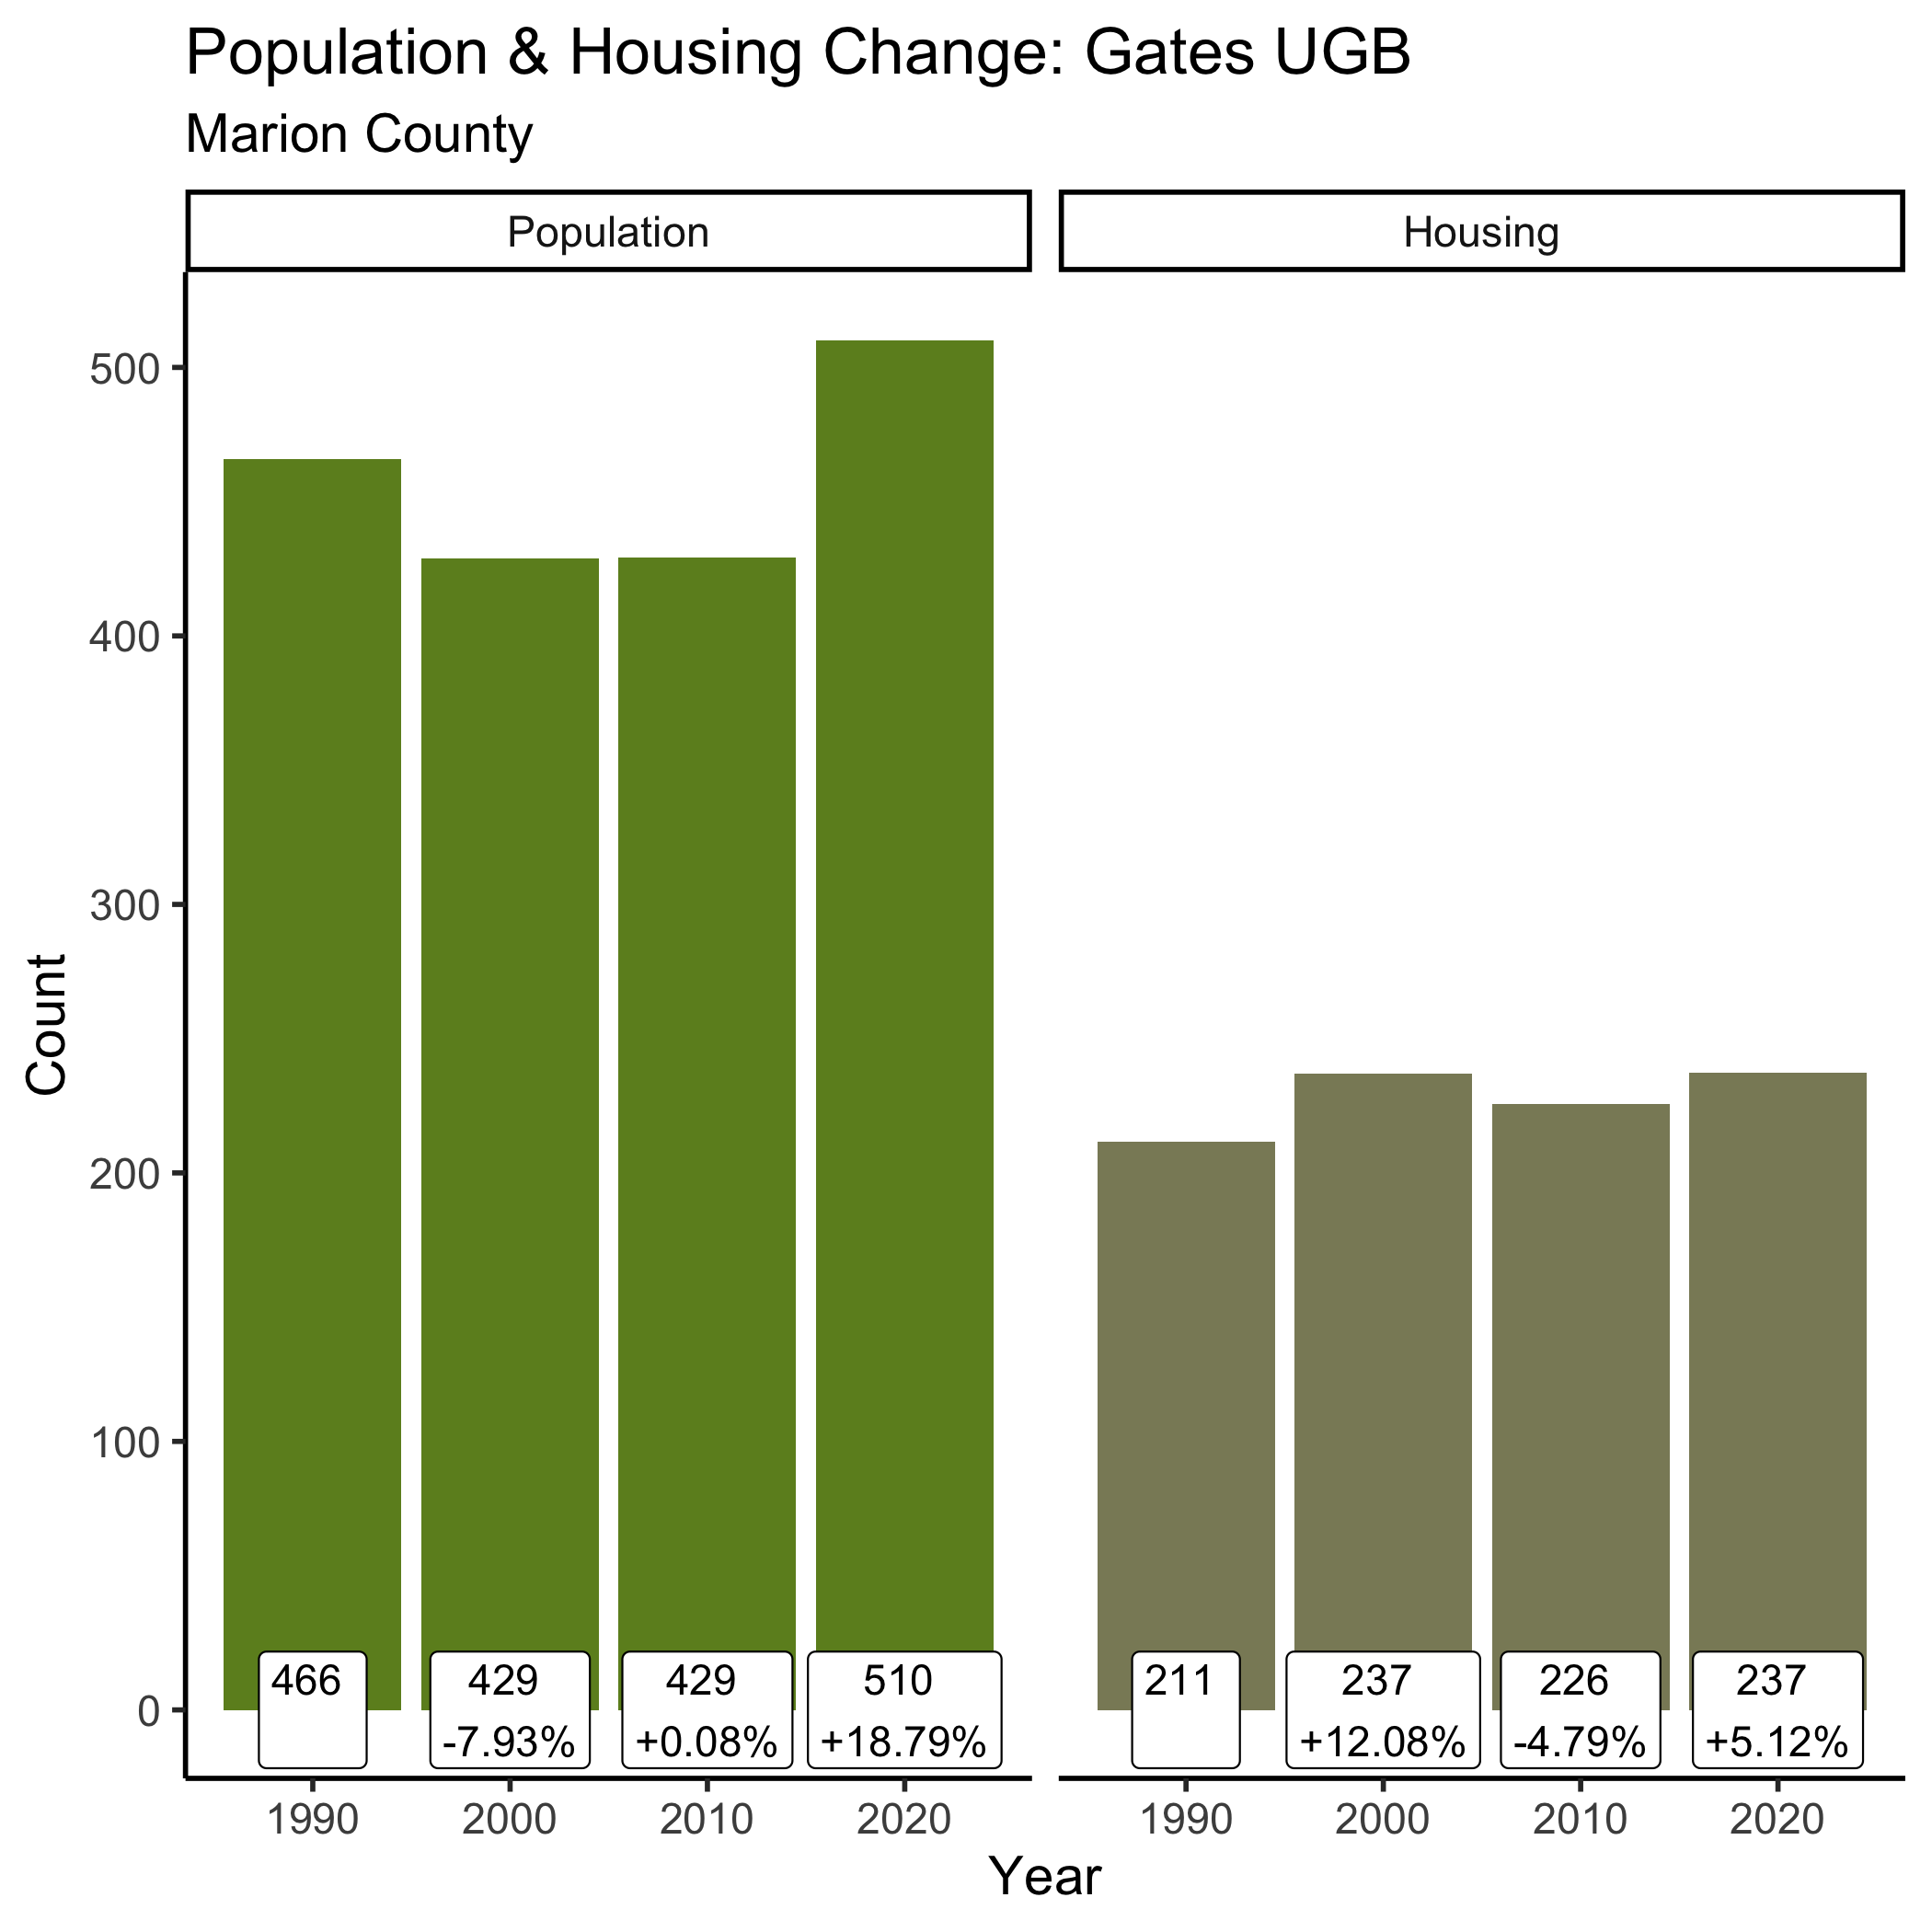 Population & Housing Change: Gates UGB
Marion County
Population
Housing
Count
500
400
300
200
100
0
466
429
-7.93%
429
+0.08%
510
+18.79%
211
237
+12.08%
226
-4.79%
237
+5.12%
1990 2000 2010 2020
1990 2000 2010 2020
Year